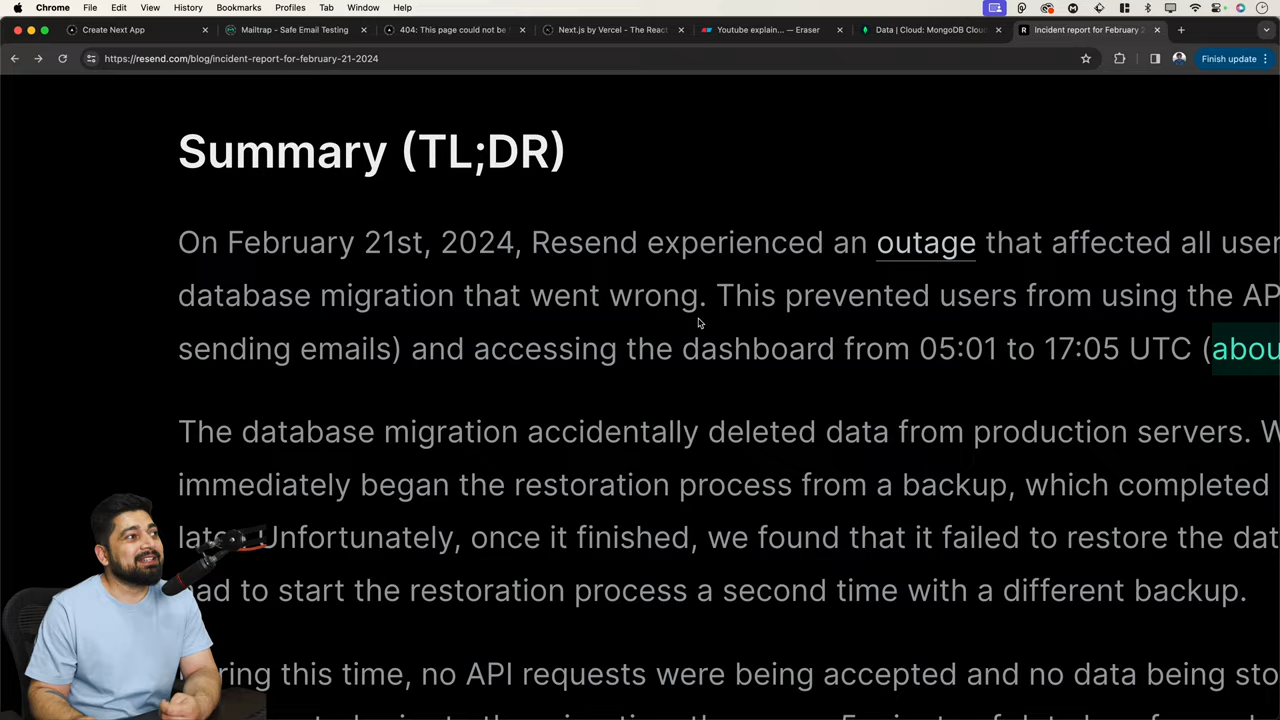 Chrome File Edit View History Bookmarks Profiles Tab Window Help
Create Next App
Mailtrap - Safe Email Testing
404: This page could not be
Next.js by Vercel - The React
Youtube explain... — Eraser
Data | Cloud: MongoDB Cloud
Incident report for February 2
https://resend.com/blog/incident-report-for-february-21-2024
Finish update
Summary (TL;DR)
On February 21st, 2024, Resend experienced an outage that affected all user
database migration that went wrong. This prevented users from using the AP
sending emails) and accessing the dashboard from 05:01 to 17:05 UTC (abou
The database migration accidentally deleted data from production servers. W
immediately began the restoration process from a backup, which completed
late Unfortunately, once it finished, we found that it failed to restore the dat
ad to start the restoration process a second time with a different backup.
ring this time, no API requests were being accepted and no data being sto